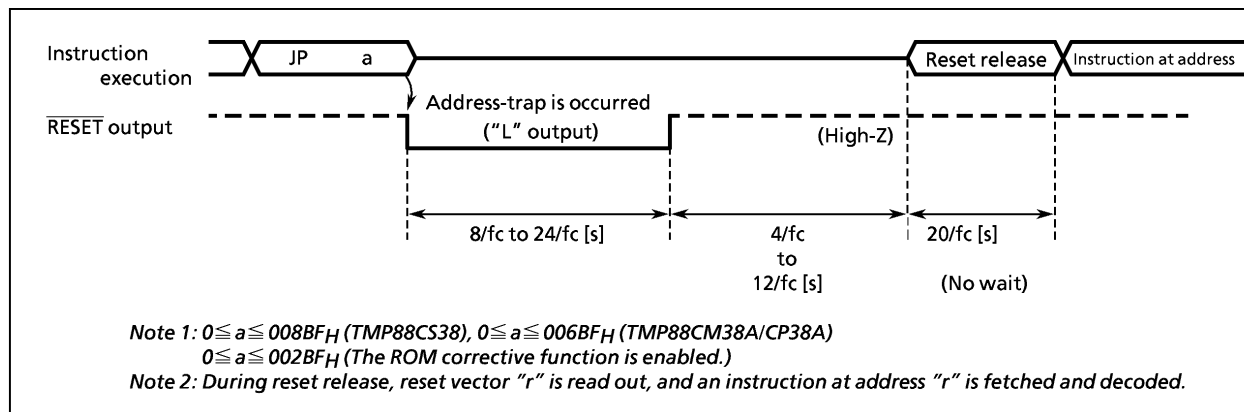 Instruction execution
JP a
Reset release
Instruction at address
RESET output
Address-trap is occurred
("L" output)
(High-Z)
8/fc to 24/fc [s]
4/fc
to
12/fc [s]
20/fc [s]
(No wait)
Note 1: 0≦a≦008BFH (TMP88CS38), 0≦a≦006BFH (TMP88CM38A/CP38A)
0≦a≦002BFH (The ROM corrective function is enabled.)
Note 2: During reset release, reset vector "r" is read out, and an instruction at address "r" is fetched and decoded.